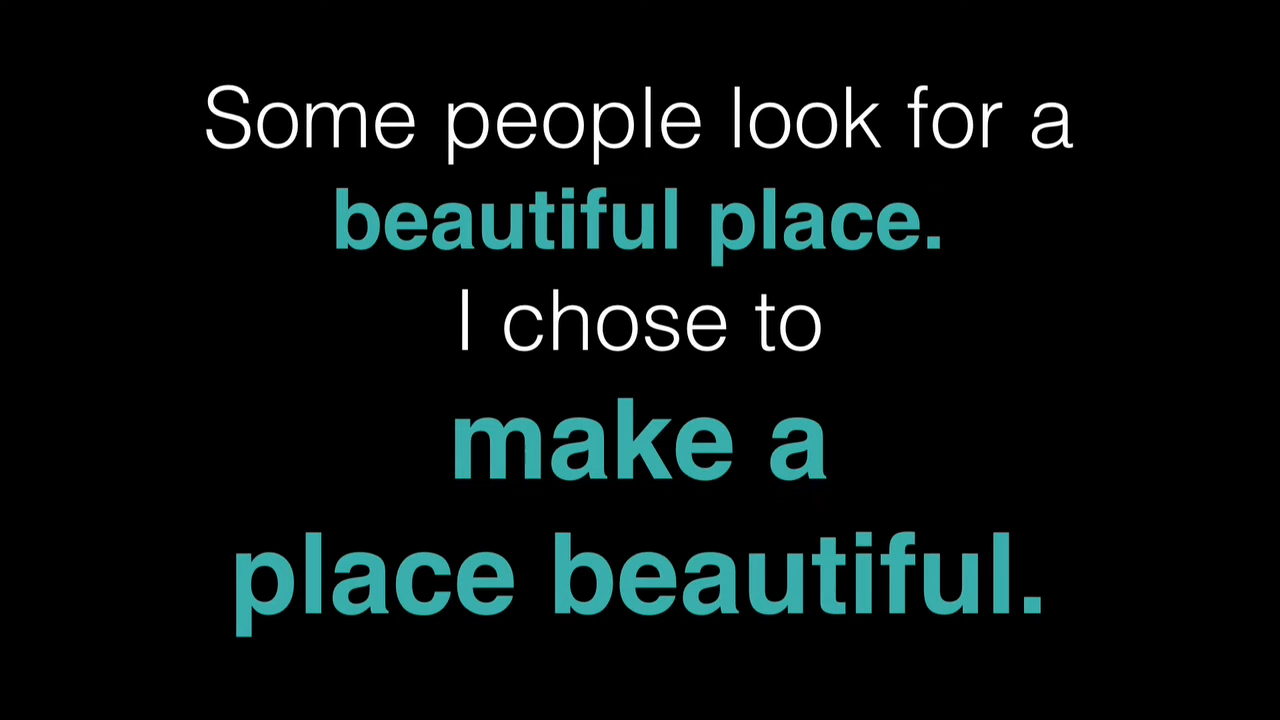 Some people look for a
beautiful place.
I chose to
make a
place beautiful.